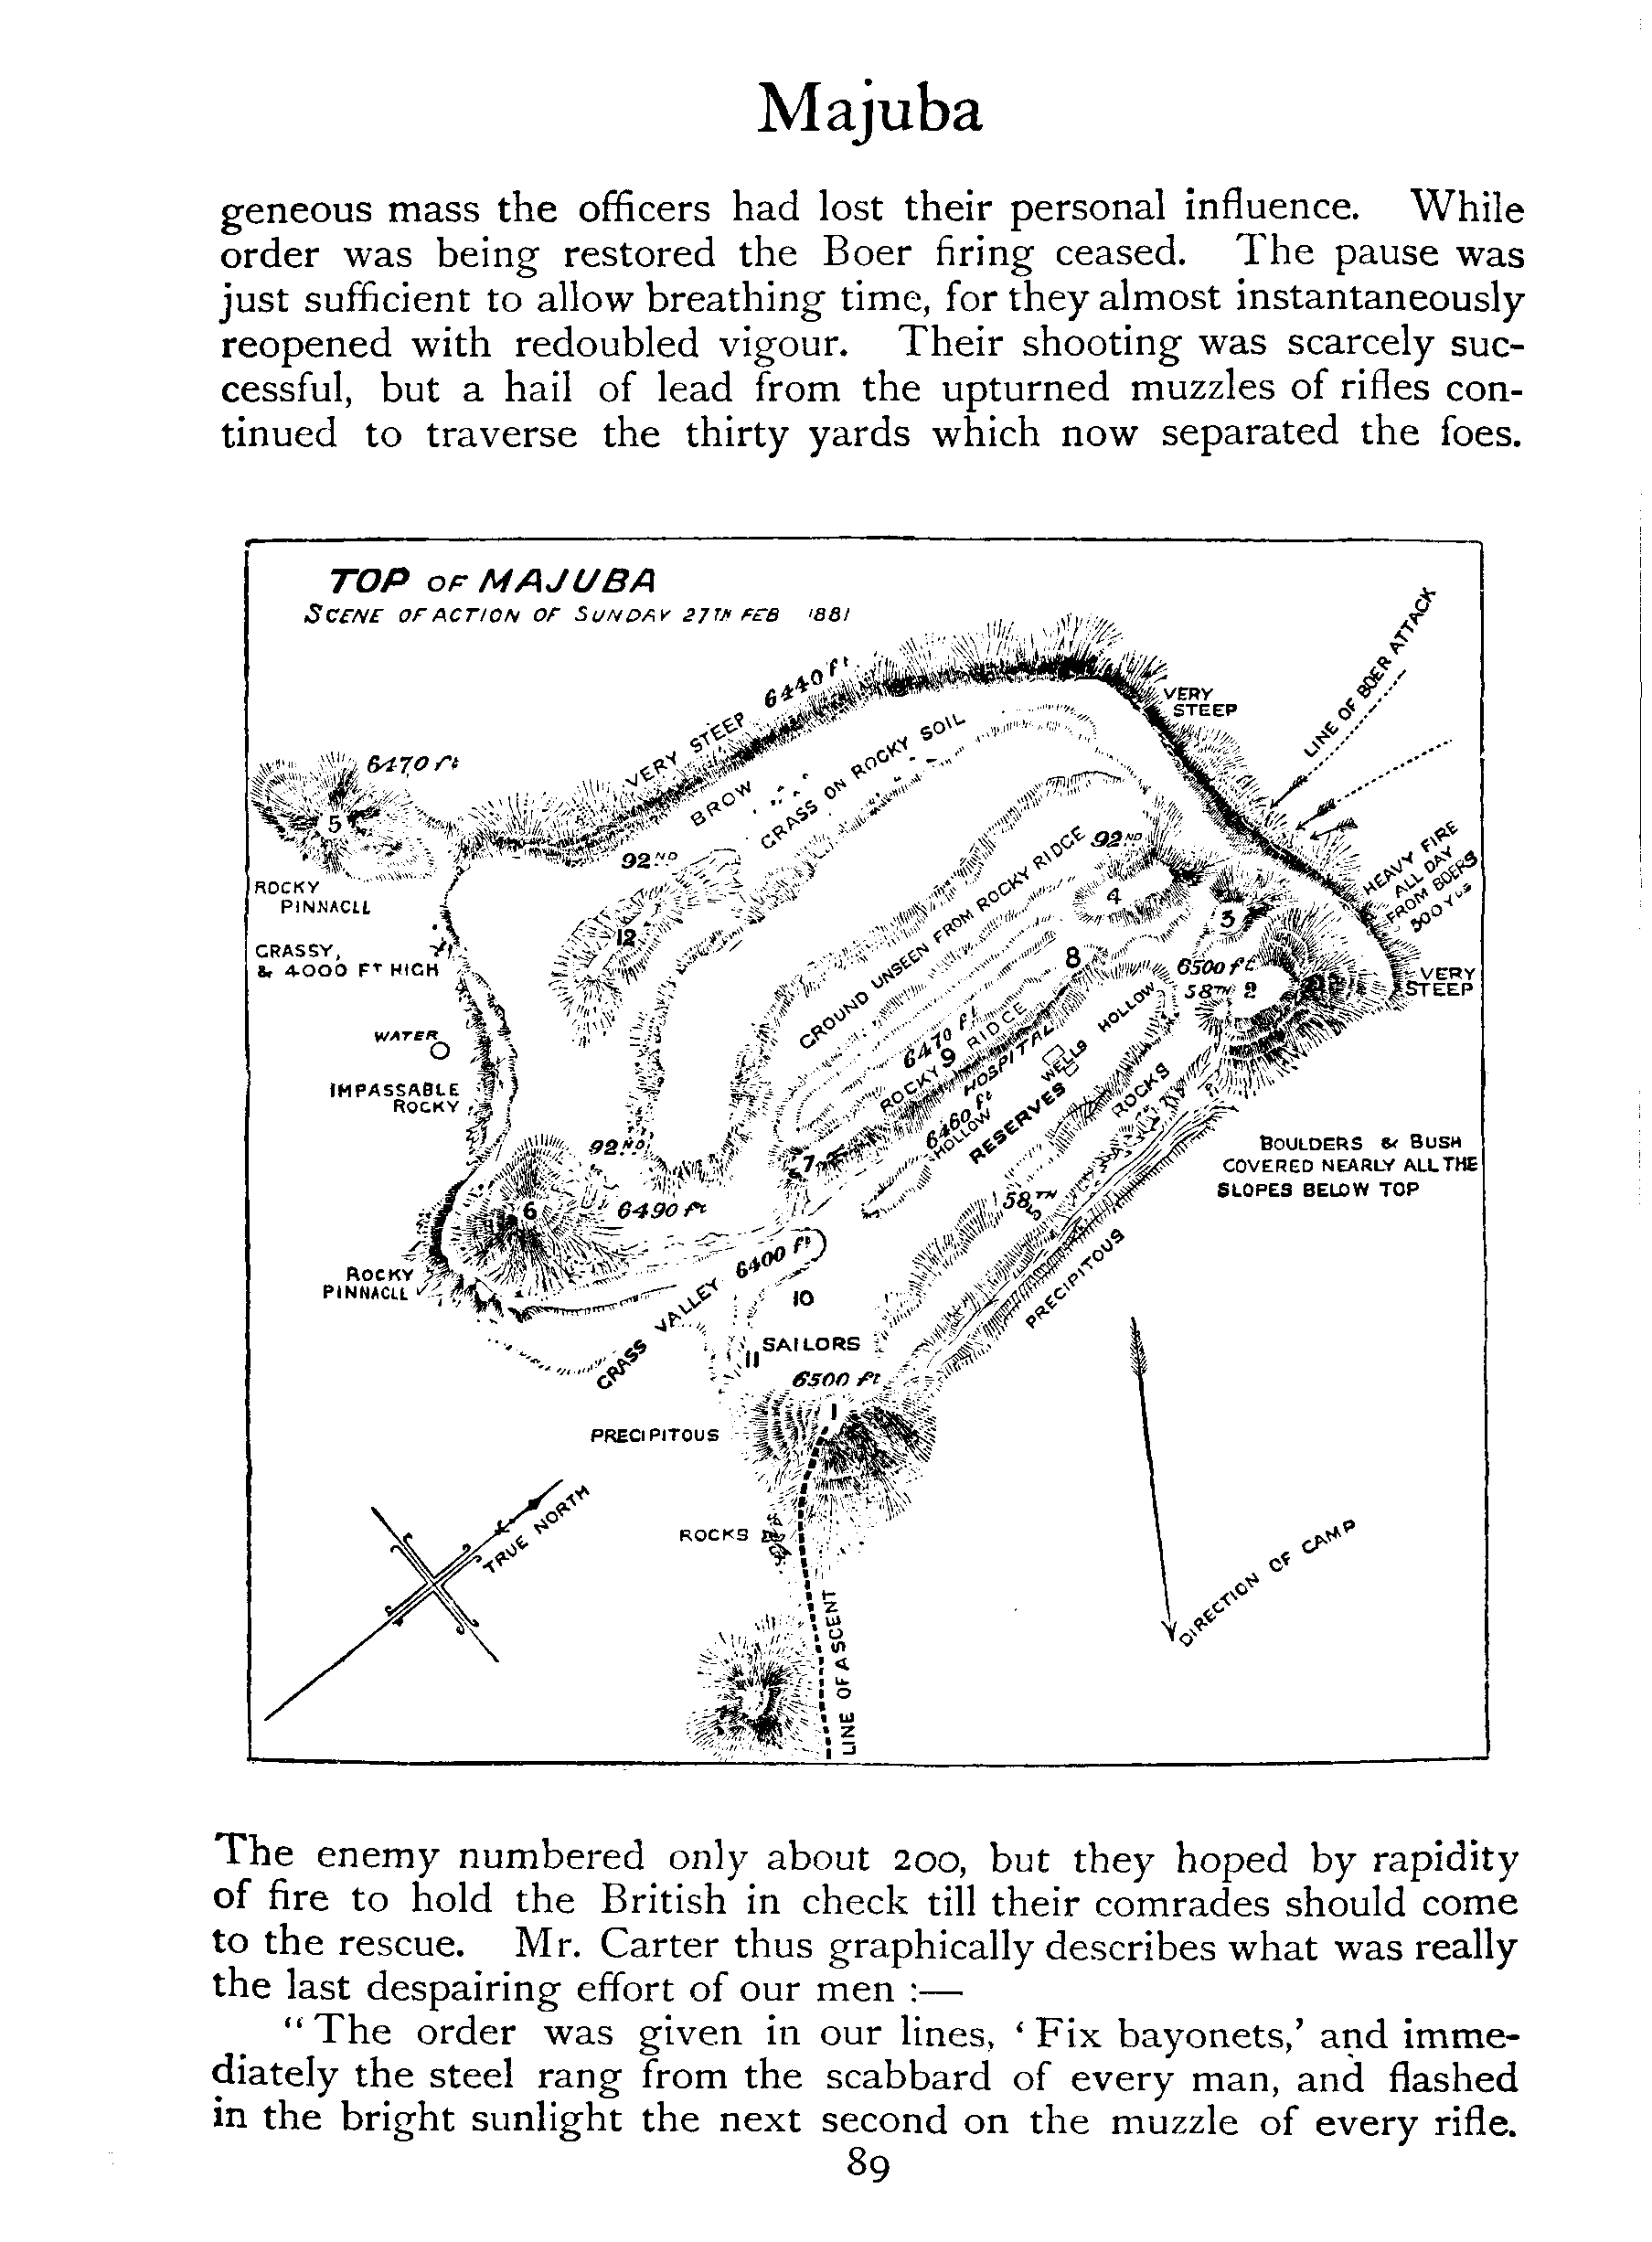 Majuba
geneous mass the officers had lost their personal influence. While
order was being restored the Boer firing ceased. The pause was
just sufficient to allow breathing time, for they almost instantaneously
reopened with redoubled vigour. Their shooting was scarcely suc-
cessful, but a hail of lead from the upturned muzzles of rifles con-
tinued to traverse the thirty yards which now separated the foes.
TOP OF MAJUBA
SCENE OF ACTION OF SUNDAY 27TH FEB 1881
LINE OF BOER ATTACK
6440 ft
VERY STEEP
VERY
STEEP
BROW
GRASS ON ROCKY SOIL
6470 ft
5
ROCKY
PINNACLE
GRASSY,
& 4000 FT HIGH
WATER
IMPASSABLE
ROCKY
92ND
12
92ND
4
3
HEAVY FIRE
ALL DAY
FROM BOERS
500 YDS
GROUND UNSEEN FROM ROCKY RIDGE
8
6500 ft
58TH 2
VERY
STEEP
6470 ft
ROCKY 9 RIDGE
HOSPITAL
WELLS
HOLLOW
6460 ft
HOLLOW
RESERVES
ROCKS
BOULDERS & BUSH
COVERED NEARLY ALL THE
SLOPES BELOW TOP
92ND
7
6
6490 ft
58TH
PRECIPITOUS
ROCKY
PINNACLE
GRASS VALLEY
6400 ft
10
SAILORS
11
6500 ft
1
PRECIPITOUS
TRUE NORTH
ROCKS
LINE OF ASCENT
DIRECTION OF CAMP
The enemy numbered only about 200, but they hoped by rapidity
of fire to hold the British in check till their comrades should come
to the rescue. Mr. Carter thus graphically describes what was really
the last despairing effort of our men :—
“The order was given in our lines, ‘Fix bayonets,’ and imme-
diately the steel rang from the scabbard of every man, and flashed
in the bright sunlight the next second on the muzzle of every rifle.
89